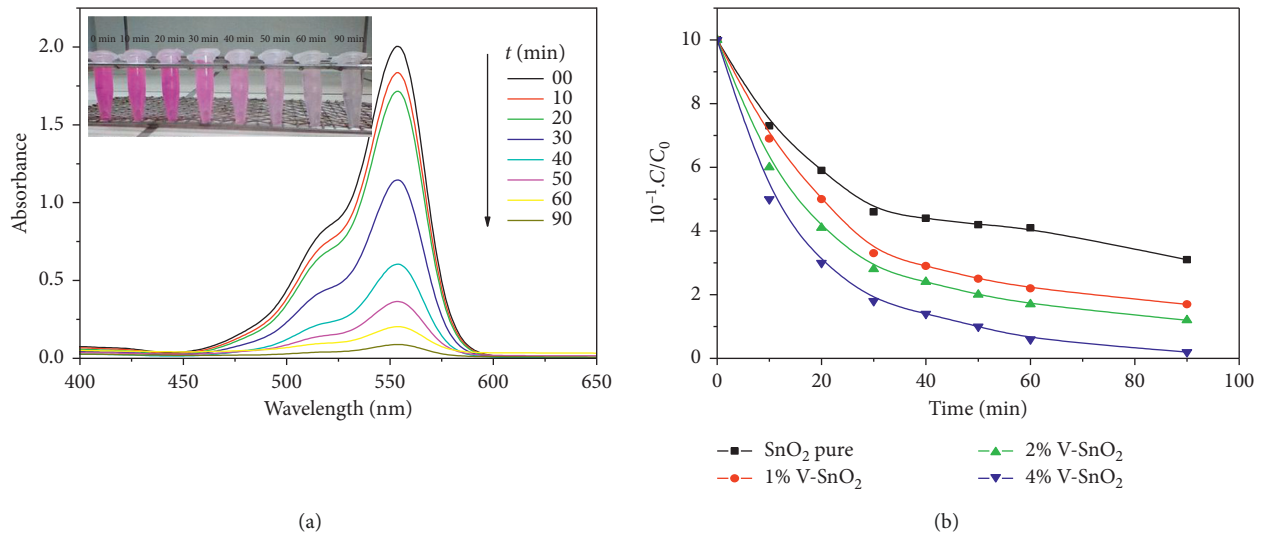 0 min 10 min 20 min 30 min 40 min 50 min 60 min 90 min
2.0
1.5
1.0
0.5
0.0
Absorbance
400 450 500 550 600 650
Wavelength (nm)
t (min)
00
10
20
30
40
50
60
90
(a)
10
8
6
4
2
0
10⁻¹.C/C₀
0 20 40 60 80 100
Time (min)
SnO₂ pure
1% V-SnO₂
2% V-SnO₂
4% V-SnO₂
(b)